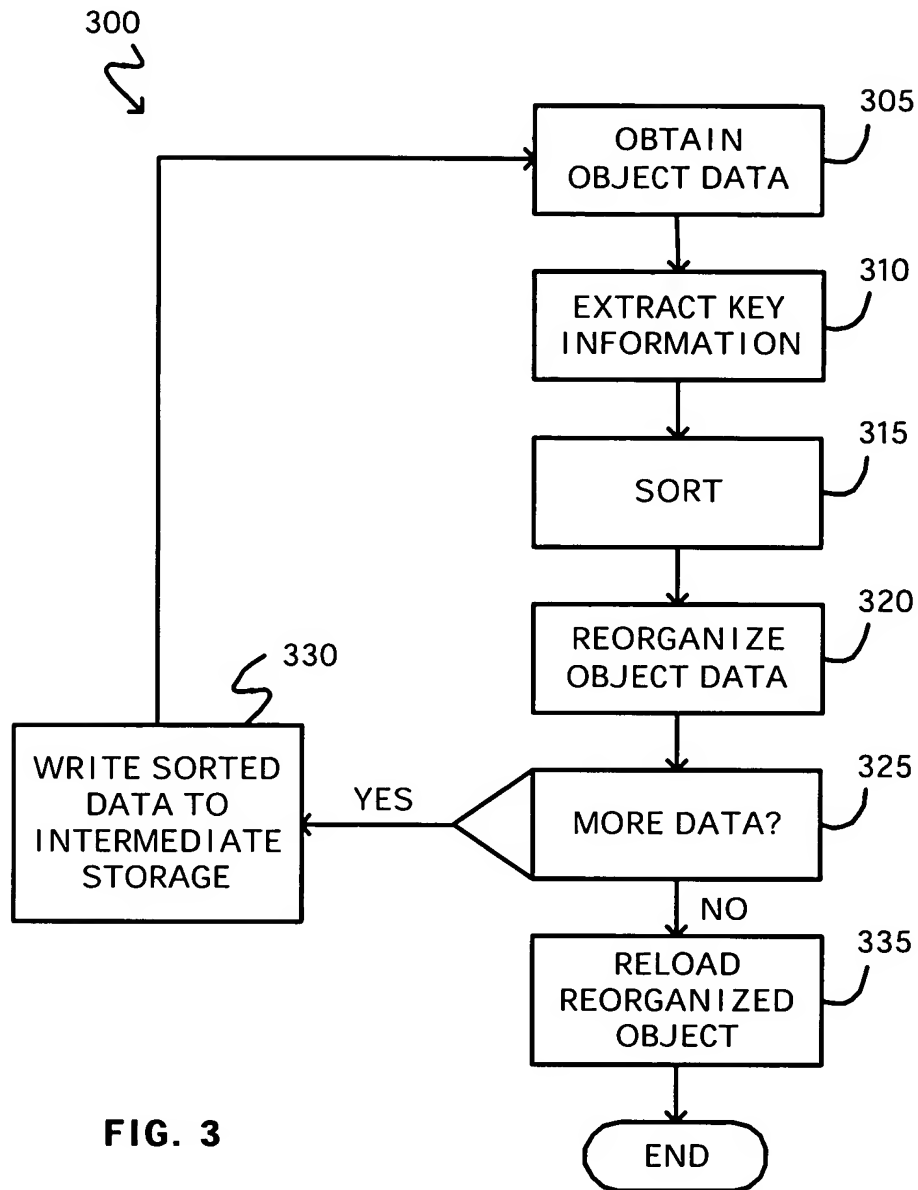 300
305
OBTAIN
OBJECT DATA
310
EXTRACT KEY
INFORMATION
315
SORT
320
REORGANIZE
OBJECT DATA
330
WRITE SORTED
DATA TO
INTERMEDIATE
STORAGE
YES
325
MORE DATA?
NO
335
RELOAD
REORGANIZED
OBJECT
FIG. 3
END